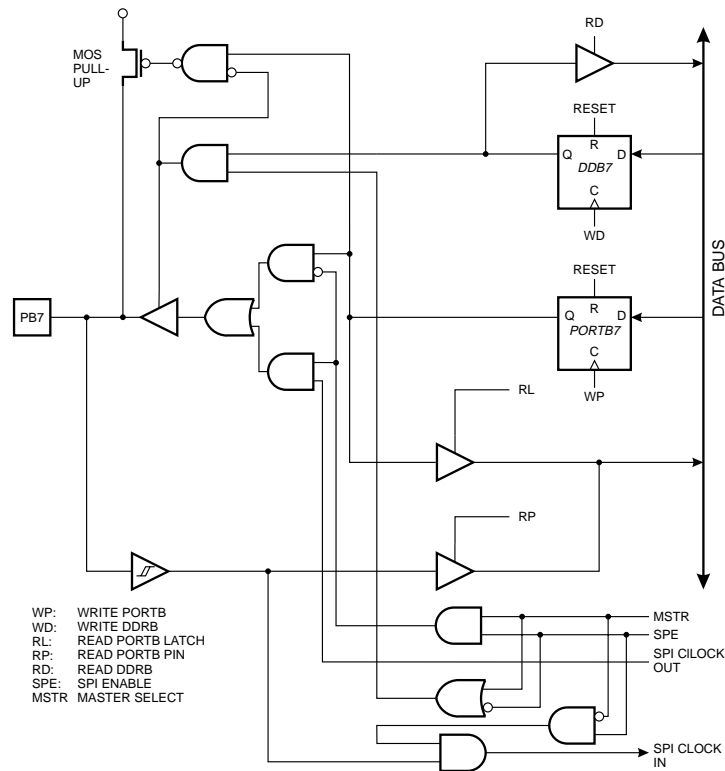 RD
MOS
PULL-
UP
RESET
R
Q
D
DDB7
C
WD
RESET
R
Q
D
PORTB7
C
WP
PB7
DATA BUS
RL
RP
WP: WRITE PORTB
WD: WRITE DDRB
RL: READ PORTB LATCH
RP: READ PORTB PIN
RD: READ DDRB
SPE: SPI ENABLE
MSTR MASTER SELECT
MSTR
SPE
SPI CILOCK
OUT
SPI CLOCK
IN